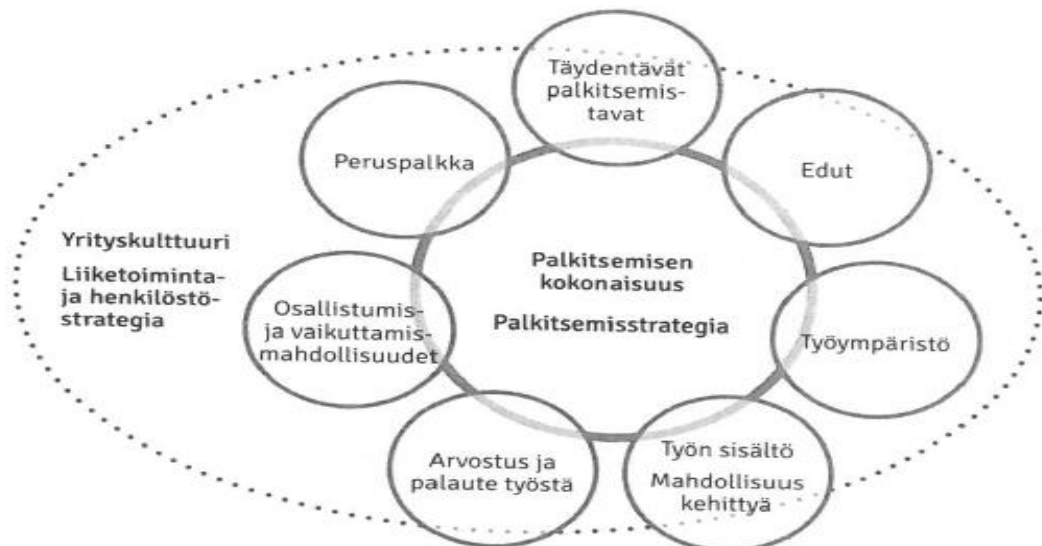 Täydentävät
palkitsemis-
tavat
Peruspalkka
Edut
Yrityskulttuuri
Liiketoiminta-
ja henkilöstö-
strategia
Palkitsemisen
kokonaisuus
Palkitsemisstrategia
Osallistumis-
ja vaikuttamis-
mahdollisuudet
Työympäristö
Arvostus ja
palaute työstä
Työn sisältö
Mahdollisuus
kehittyä